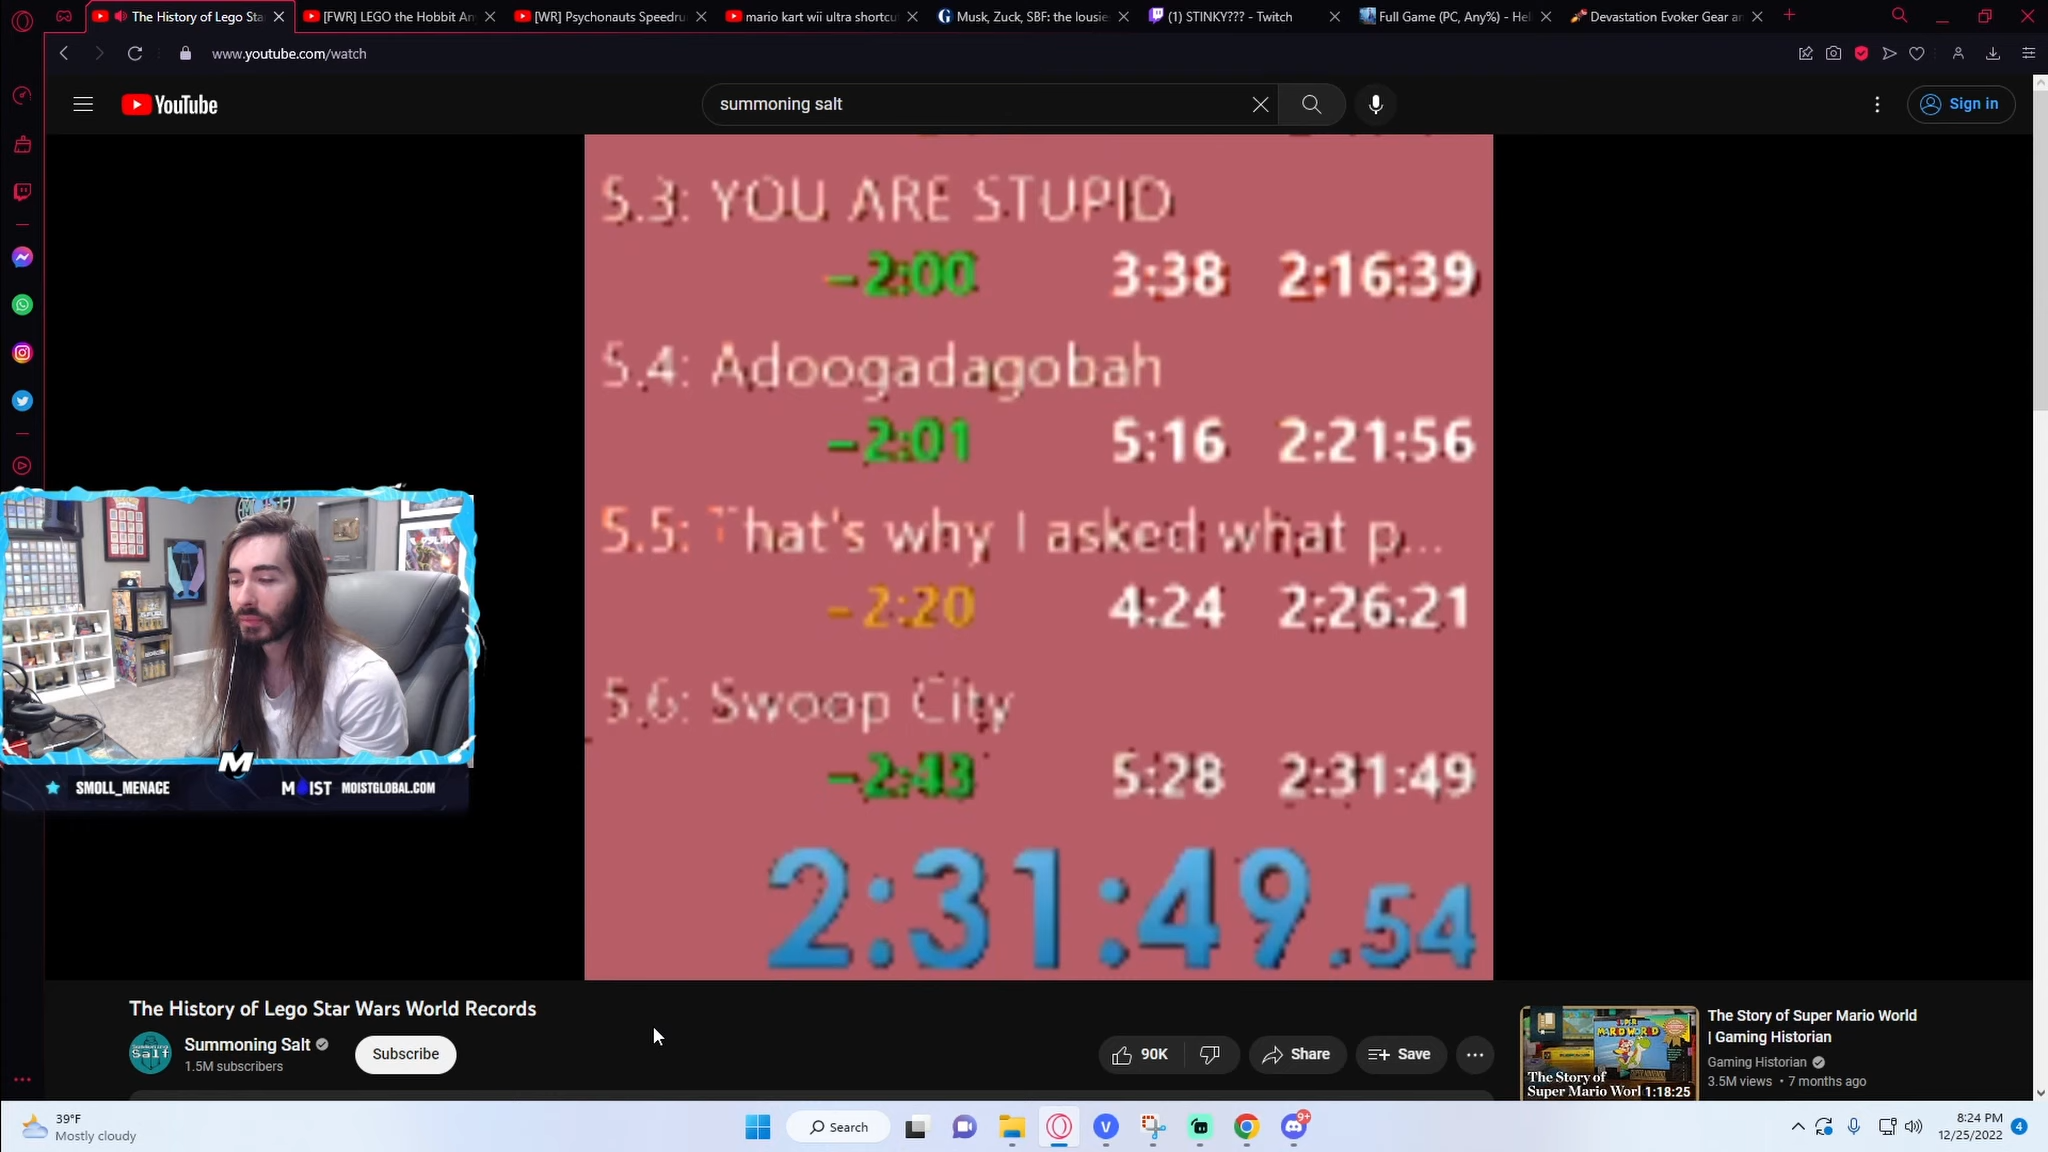 The History of Lego Sta
[FWR] LEGO the Hobbit An
[WR] Psychonauts Speedru
mario kart wii ultra shortcut
Musk, Zuck, SBF: the lousie
(1) STINKY??? - Twitch
Full Game (PC, Any%) - Hel
Devastation Evoker Gear an
www.youtube.com/watch
YouTube
summoning salt
Sign in
5.3: YOU ARE STUPID
-2:00 3:38 2:16:39
5.4: Adoogadagobah
-2:01 5:16 2:21:56
5.5: That's why I asked what p...
-2:20 4:24 2:26:21
5.6: Swoop City
-2:43 5:28 2:31:49
2:31:49.54
SMOLL_MENACE
MOIST MOISTGLOBAL.COM
The History of Lego Star Wars World Records
Summoning Salt
1.5M subscribers
Subscribe
90K
Share
Save
The Story of
Super Mario Worl
1:18:25
The Story of Super Mario World
| Gaming Historian
Gaming Historian
3.5M views • 7 months ago
39°F
Mostly cloudy
Search
9+
8:24 PM
12/25/2022
4